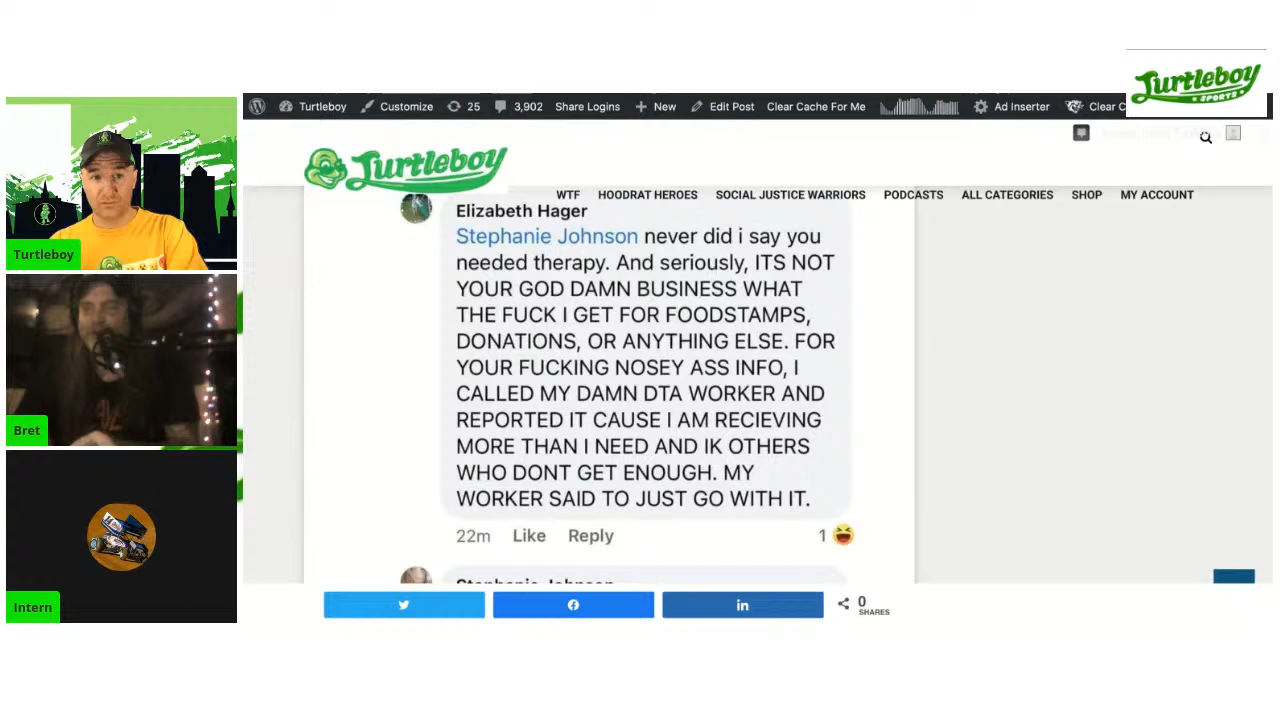 Turtleboy
SPORTS
Turtleboy
Customize
25
3,902
Share Logins
New
Edit Post
Clear Cache For Me
Ad Inserter
Clear C
Turtleboy
WTF
HOODRAT HEROES
SOCIAL JUSTICE WARRIORS
PODCASTS
ALL CATEGORIES
SHOP
MY ACCOUNT
Elizabeth Hager
Stephanie Johnson never did i say you
needed therapy. And seriously, ITS NOT
YOUR GOD DAMN BUSINESS WHAT
THE FUCK I GET FOR FOODSTAMPS,
DONATIONS, OR ANYTHING ELSE. FOR
YOUR FUCKING NOSEY ASS INFO, I
CALLED MY DAMN DTA WORKER AND
REPORTED IT CAUSE I AM RECIEVING
MORE THAN I NEED AND IK OTHERS
WHO DONT GET ENOUGH. MY
WORKER SAID TO JUST GO WITH IT.
22m Like Reply 1
Stephanie Johnson
0
SHARES
Turtleboy
Bret
Intern